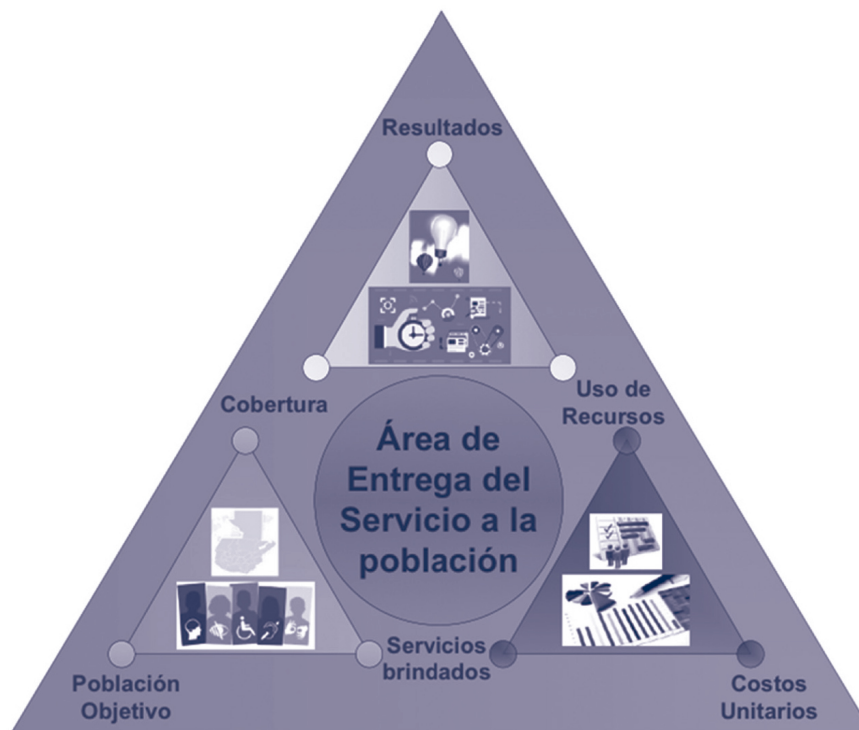 Resultados
Cobertura
Uso de
Recursos
Área de
Entrega del
Servicio a la
población
Población
Objetivo
Servicios
brindados
Costos
Unitarios